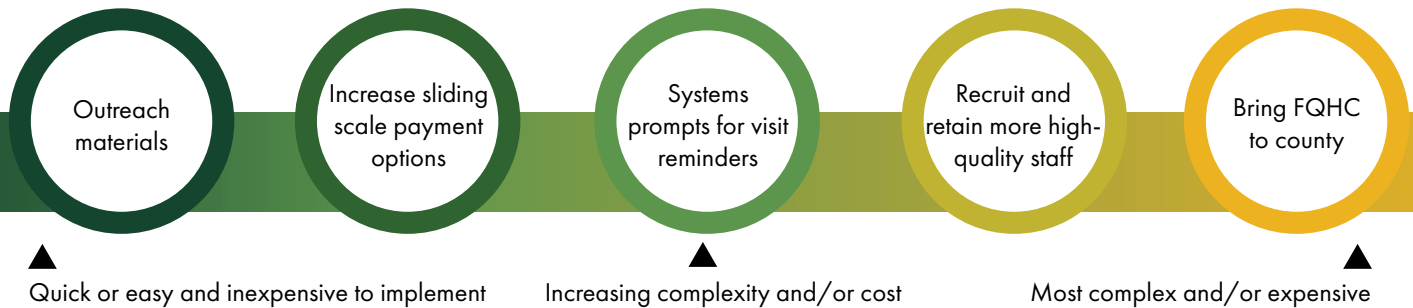 Outreach
materials
Increase sliding
scale payment
options
Systems
prompts for visit
reminders
Recruit and
retain more high-
quality staff
Bring FQHC
to county
Quick or easy and inexpensive to implement
Increasing complexity and/or cost
Most complex and/or expensive